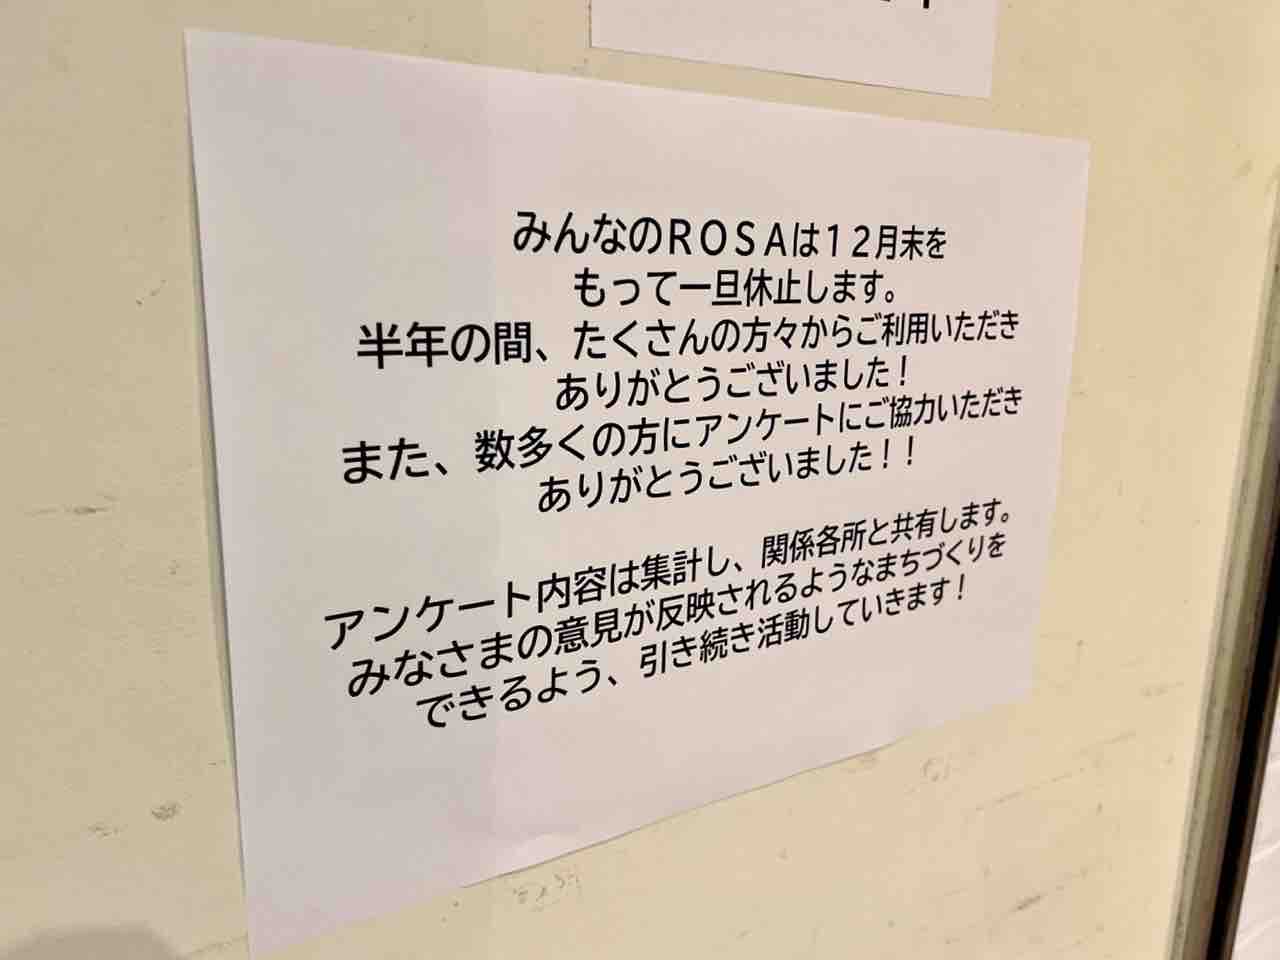 みんなのＲＯＳＡは１２月末を
もって一旦休止します。
半年の間、たくさんの方々からご利用いただき
ありがとうございました！
また、数多くの方にアンケートにご協力いただき
ありがとうございました！！
アンケート内容は集計し、関係各所と共有します。
みなさまの意見が反映されるようなまちづくりを
できるよう、引き続き活動していきます！